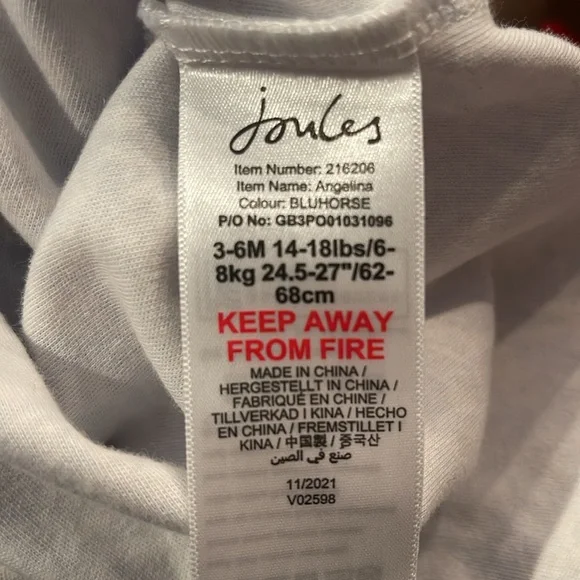 Joules
Item Number: 216206
Item Name: Angelina
Colour: BLUHORSE
P/O No: GB3PO01031096
3-6M 14-18lbs/6-
8kg 24.5-27"/62-
68cm
KEEP AWAY
FROM FIRE
MADE IN CHINA /
HERGESTELLT IN CHINA /
FABRIQUÉ EN CHINE /
TILLVERKAD I KINA / HECHO
EN CHINA / FREMSTILLET I
KINA / 中国製 / 중국산
صنع في الصين
11/2021
V02598